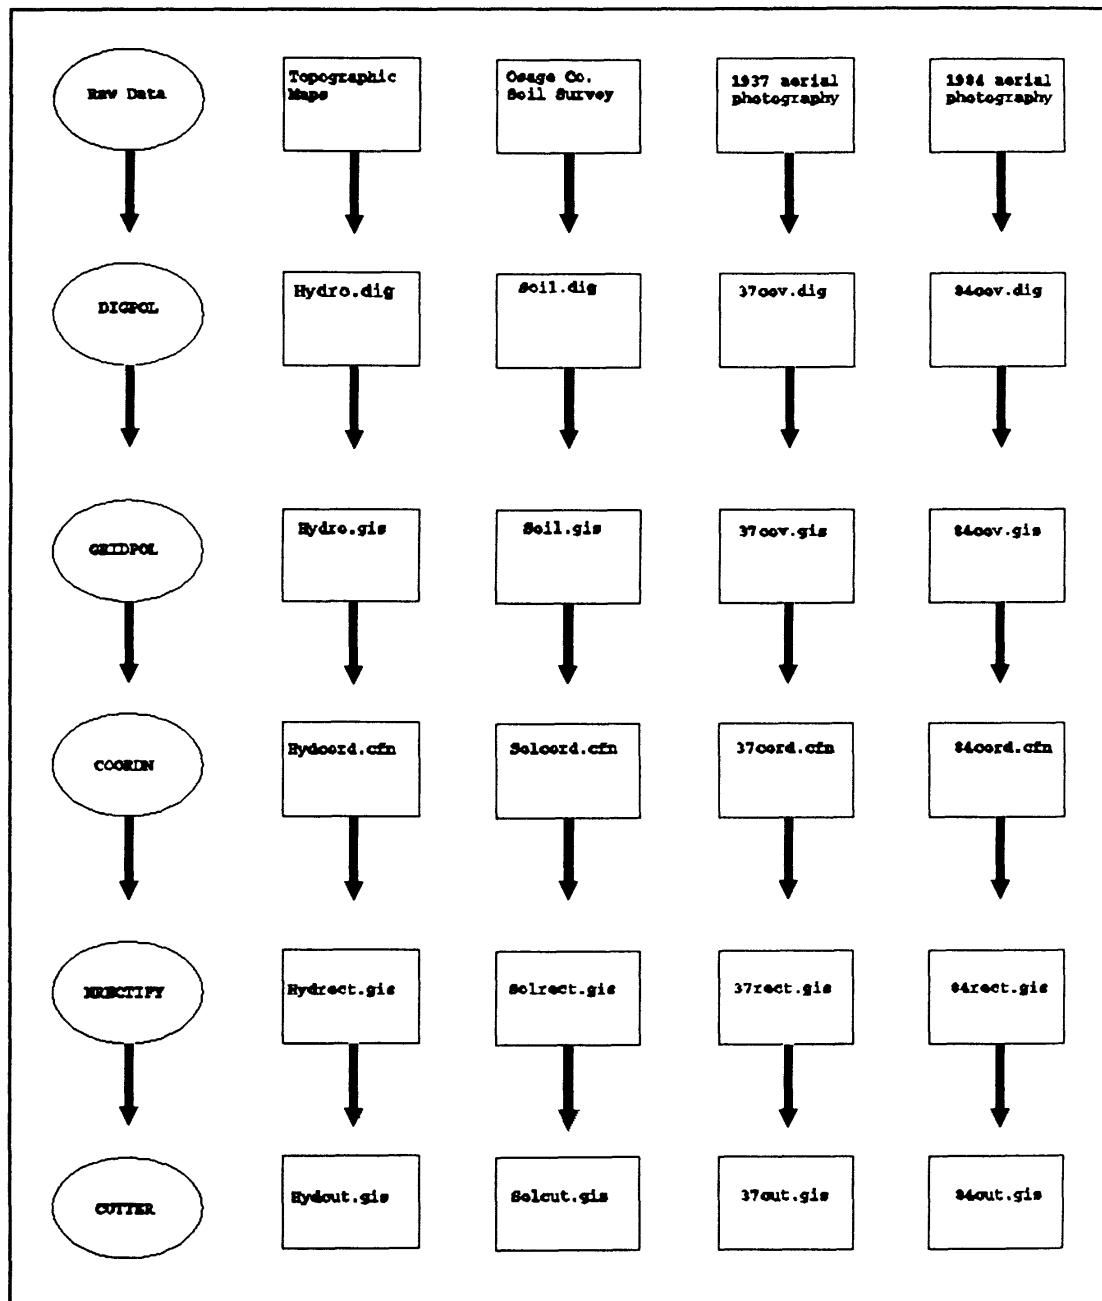 Raw Data
Topographic
Maps
Osage Co.
Soil Survey
1937 aerial
photography
1984 aerial
photography
DIGPOL
Hydro.dig
Soil.dig
37cov.dig
84cov.dig
GRIDPOL
Hydro.gis
Soil.gis
37cov.gis
84cov.gis
COORDN
Hydcord.cfn
Solcord.cfn
37cord.cfn
84cord.cfn
NRECTIFY
Hydrect.gis
Solrect.gis
37rect.gis
84rect.gis
CUTTER
Hydcut.gis
Solcut.gis
37cut.gis
84cut.gis